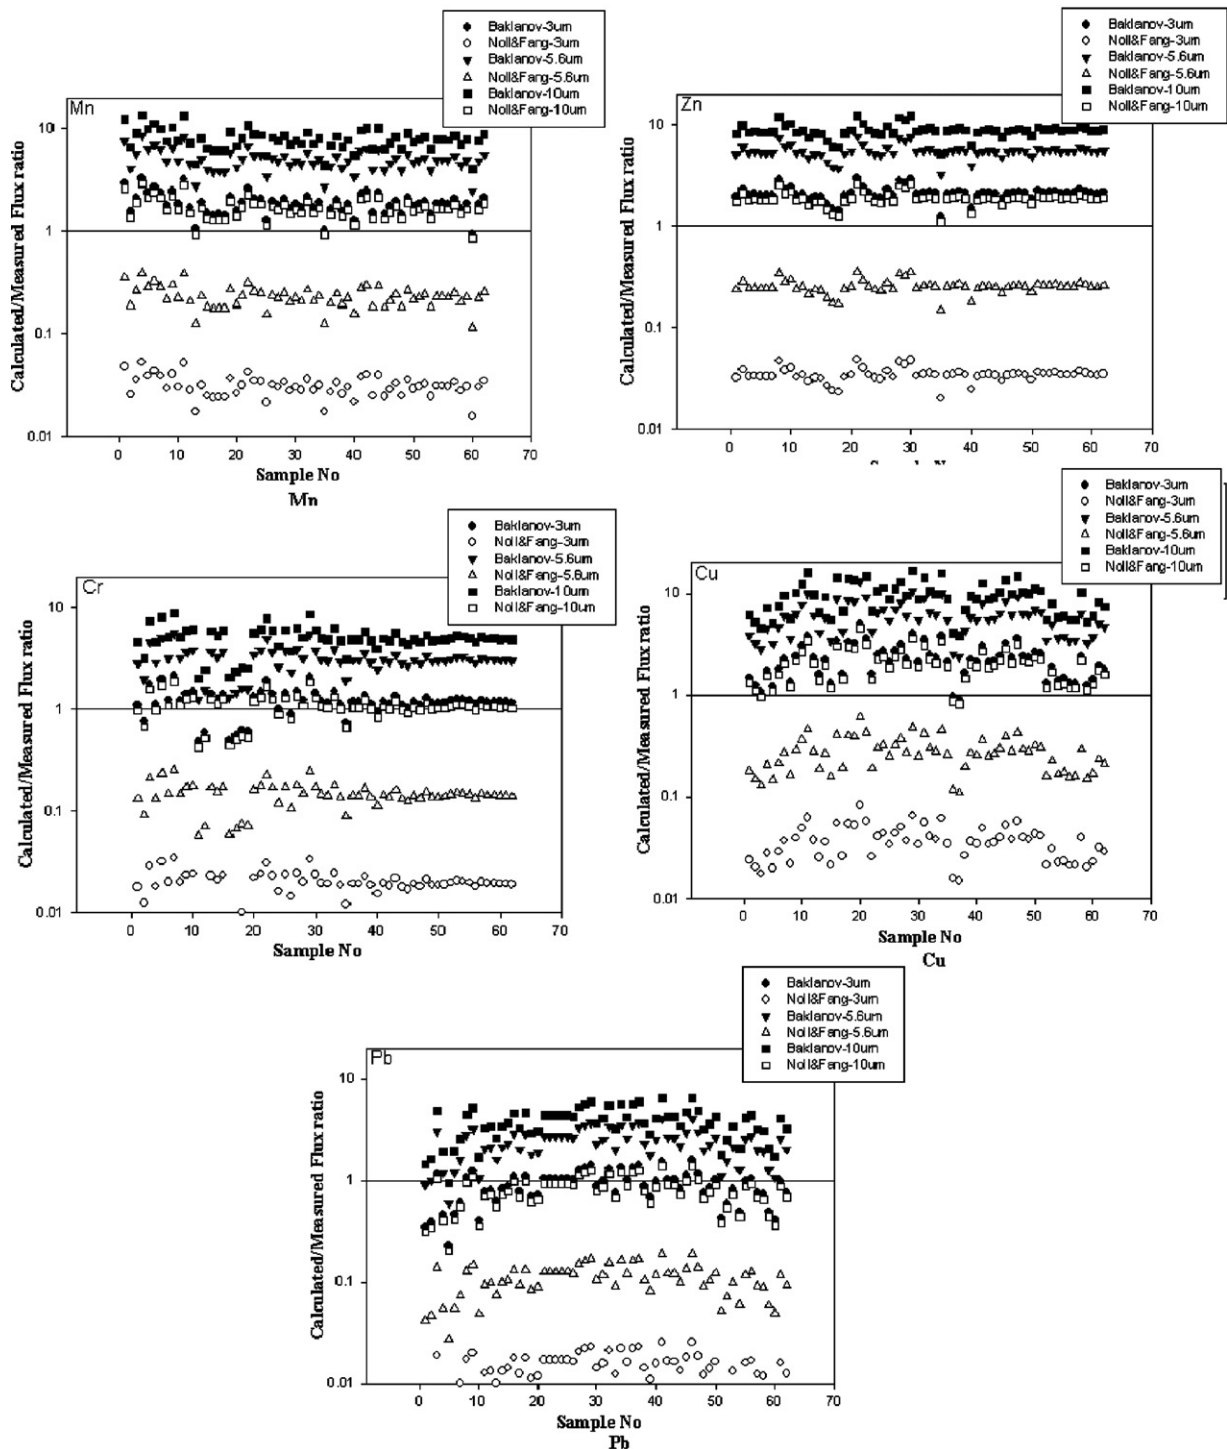 Baklanov-3um
Noll&Fang-3um
Baklanov-5.6um
Noll&Fang-5.6um
Baklanov-10um
Noll&Fang-10um
Mn
Calculated/Measured Flux ratio
10
1
0.1
0.01
0 10 20 30 40 50 60 70
Sample No
Mn
Baklanov-3um
Noll&Fang-3um
Baklanov-5.6um
Noll&Fang-5.6um
Baklanov-10um
Noll&Fang-10um
Zn
Calculated/Measured Flux ratio
10
1
0.1
0.01
0 10 20 30 40 50 60 70
Sample N
Baklanov-3um
Noll&Fang-3um
Baklanov-5.6um
Noll&Fang-5.6um
Baklanov-10um
Noll&Fang-10um
Cr
Calculated/Measured Flux ratio
10
1
0.1
0.01
0 10 20 30 40 50 60 70
Sample No
Baklanov-3um
Noll&Fang-3um
Baklanov-5.6um
Noll&Fang-5.6um
Baklanov-10um
Noll&Fang-10um
Cu
Calculated/Measured Flux ratio
10
1
0.1
0.01
0 10 20 30 40 50 60 70
Sample No
Cu
Baklanov-3um
Noll&Fang-3um
Baklanov-5.6um
Noll&Fang-5.6um
Baklanov-10um
Noll&Fang-10um
Pb
Calculated/Measured Flux ratio
10
1
0.1
0.01
0 10 20 30 40 50 60 70
Sample No
Pb